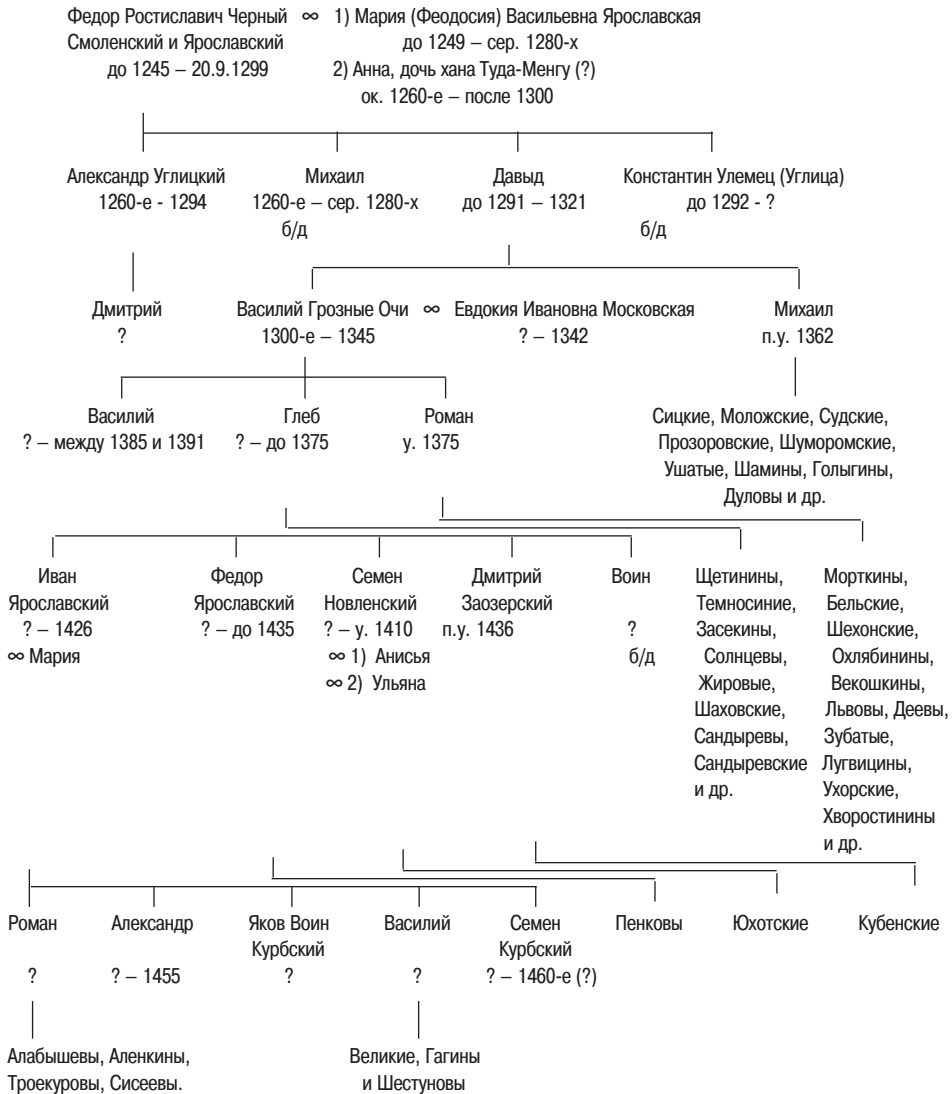 Федор Ростиславич Черный ∞ 1) Мария (Феодосия) Васильевна Ярославская
Смоленский и Ярославский до 1249 – сер. 1280-х
до 1245 – 20.9.1299 2) Анна, дочь хана Туда-Менгу (?)
ок. 1260-е – после 1300
Александр Углицкий Михаил Давыд Константин Улемец (Углица)
1260-е - 1294 1260-е – сер. 1280-х до 1291 – 1321 до 1292 - ?
б/д б/д
Дмитрий Василий Грозные Очи ∞ Евдокия Ивановна Московская Михаил
? 1300-е – 1345 ? – 1342 п.у. 1362
Василий Глеб Роман Сицкие, Моложские, Судские,
? – между 1385 и 1391 ? – до 1375 у. 1375 Прозоровские, Шуморомские,
Ушатые, Шамины, Голыгины,
Дуловы и др.
Иван Федор Семен Дмитрий Воин Щетинины, Морткины,
Ярославский Ярославский Новленский Заозерский Темносиние, Бельские,
? – 1426 ? – до 1435 ? – у. 1410 п.у. 1436 ? Засекины, Шехонские,
∞ Мария ∞ 1) Анисья б/д Солнцевы, Охлябинины,
∞ 2) Ульяна Жировые, Векошкины,
Шаховские, Львовы, Деевы,
Сандыревы, Зубатые,
Сандыревские Лугвицины,
и др. Ухорские,
Хворостинины
и др.
Роман Александр Яков Воин Василий Семен Пенковы Юхотские Кубенские
Курбский Курбский
? ? – 1455 ? ? ? – 1460-е (?)
Алабышевы, Аленкины, Великие, Гагины
Троекуровы, Сисеевы. и Шестуновы